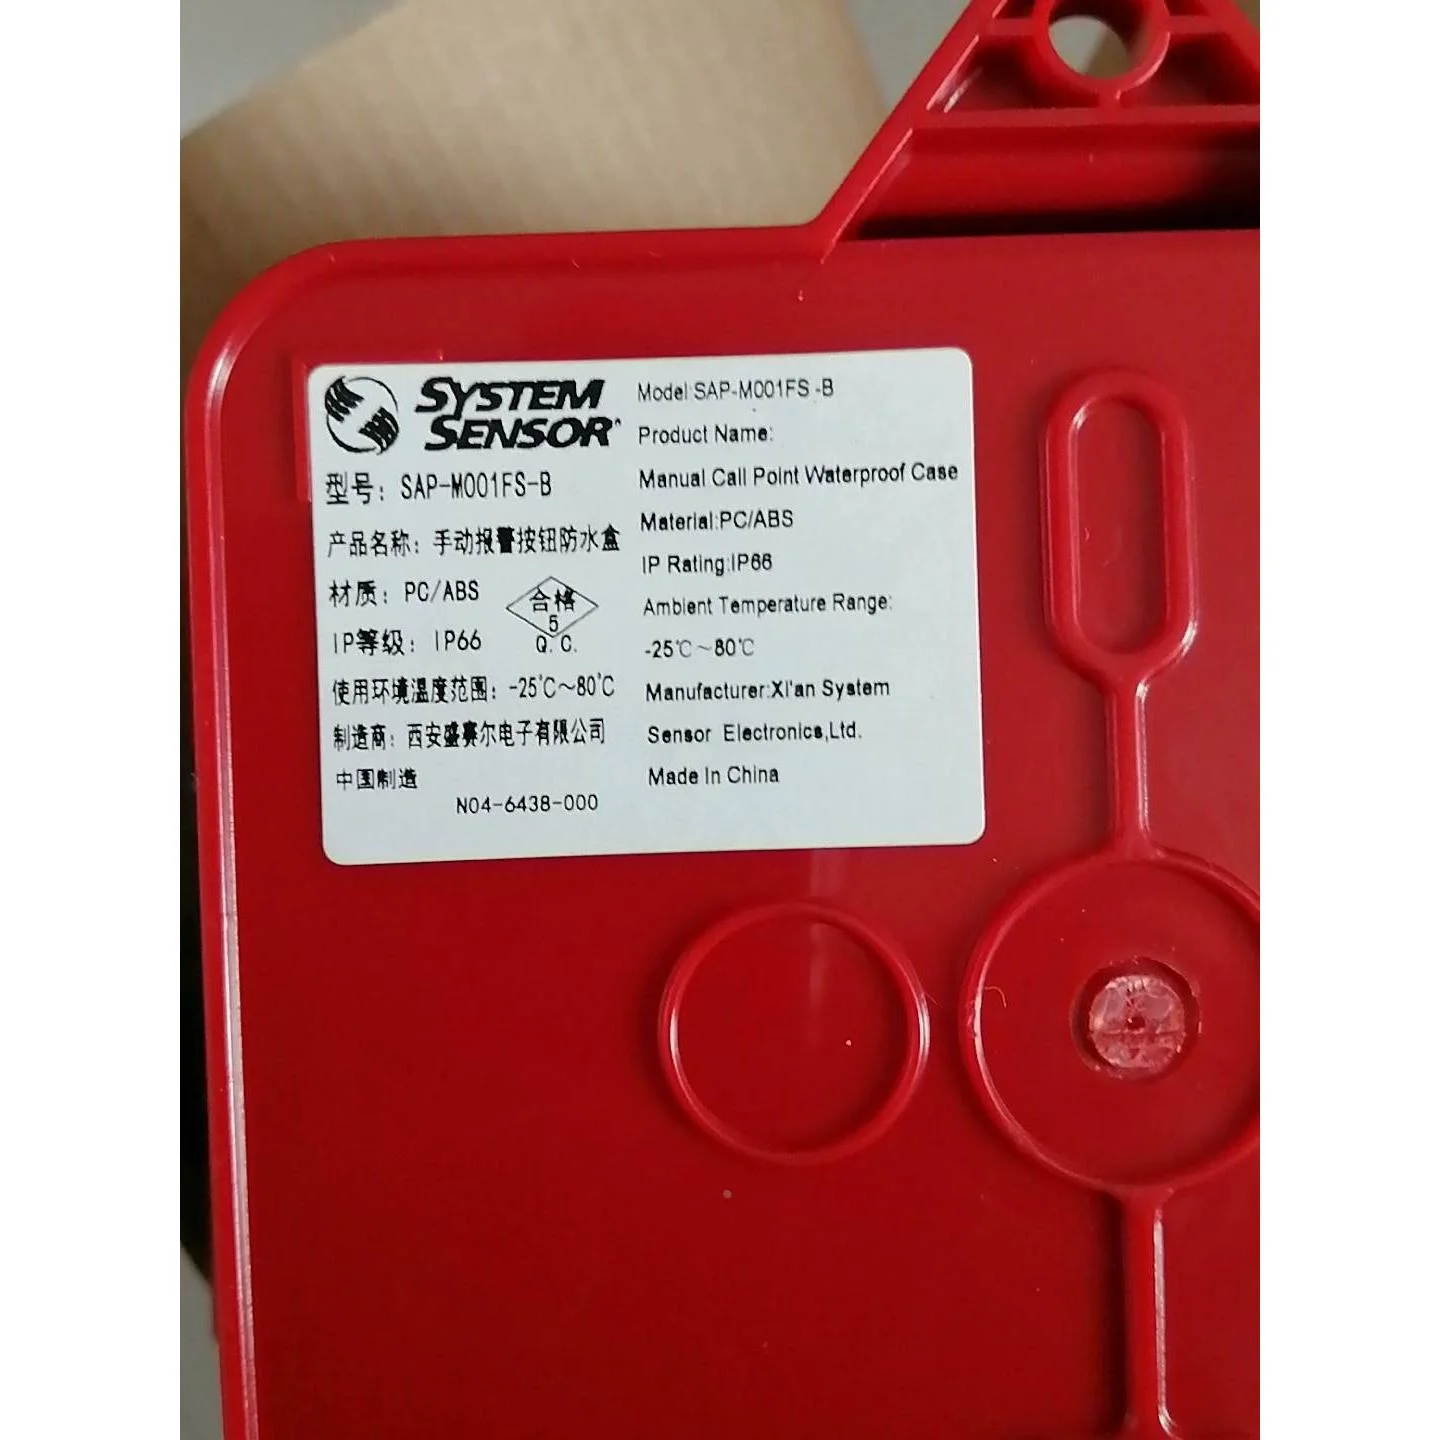 SYSTEM
SENSOR
型号：SAP-M001FS-B
产品名称：手动报警按钮防水盒
材质：PC/ABS
合格
5
Q.C.
IP等级：IP66
使用环境温度范围：-25℃～80℃
制造商：西安盛赛尔电子有限公司
中国制造
N04-6438-000
Model:SAP-M001FS -B
Product Name:
Manual Call Point Waterproof Case
Material:PC/ABS
IP Rating:IP66
Ambient Temperature Range:
-25℃～80℃
Manufacturer:Xi'an System
Sensor Electronics,Ltd.
Made In China